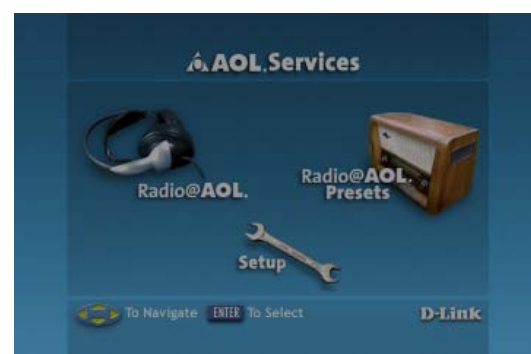 AOL Services
Radio@AOL.
Radio@AOL.
Presets
Setup
To Navigate ENTER To Select
D-Link